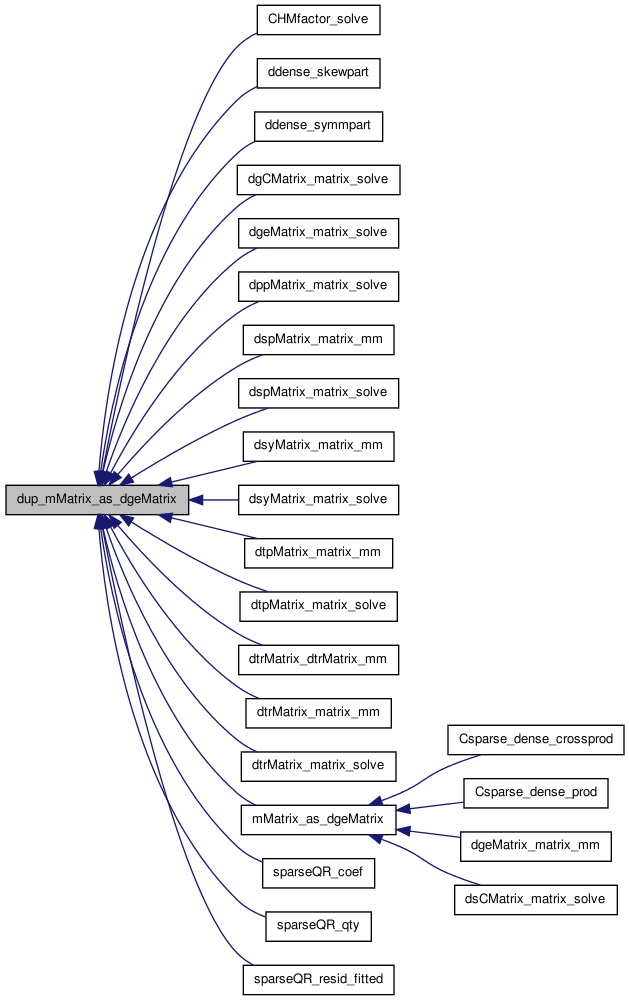 CHMfactor_solve
ddense_skewpart
ddense_symmpart
dgCMatrix_matrix_solve
dgeMatrix_matrix_solve
dppMatrix_matrix_solve
dspMatrix_matrix_mm
dspMatrix_matrix_solve
dsyMatrix_matrix_mm
dup_mMatrix_as_dgeMatrix
dsyMatrix_matrix_solve
dtpMatrix_matrix_mm
dtpMatrix_matrix_solve
dtrMatrix_dtrMatrix_mm
dtrMatrix_matrix_mm
dtrMatrix_matrix_solve
mMatrix_as_dgeMatrix
Csparse_dense_crossprod
Csparse_dense_prod
dgeMatrix_matrix_mm
dsCMatrix_matrix_solve
sparseQR_coef
sparseQR_qty
sparseQR_resid_fitted